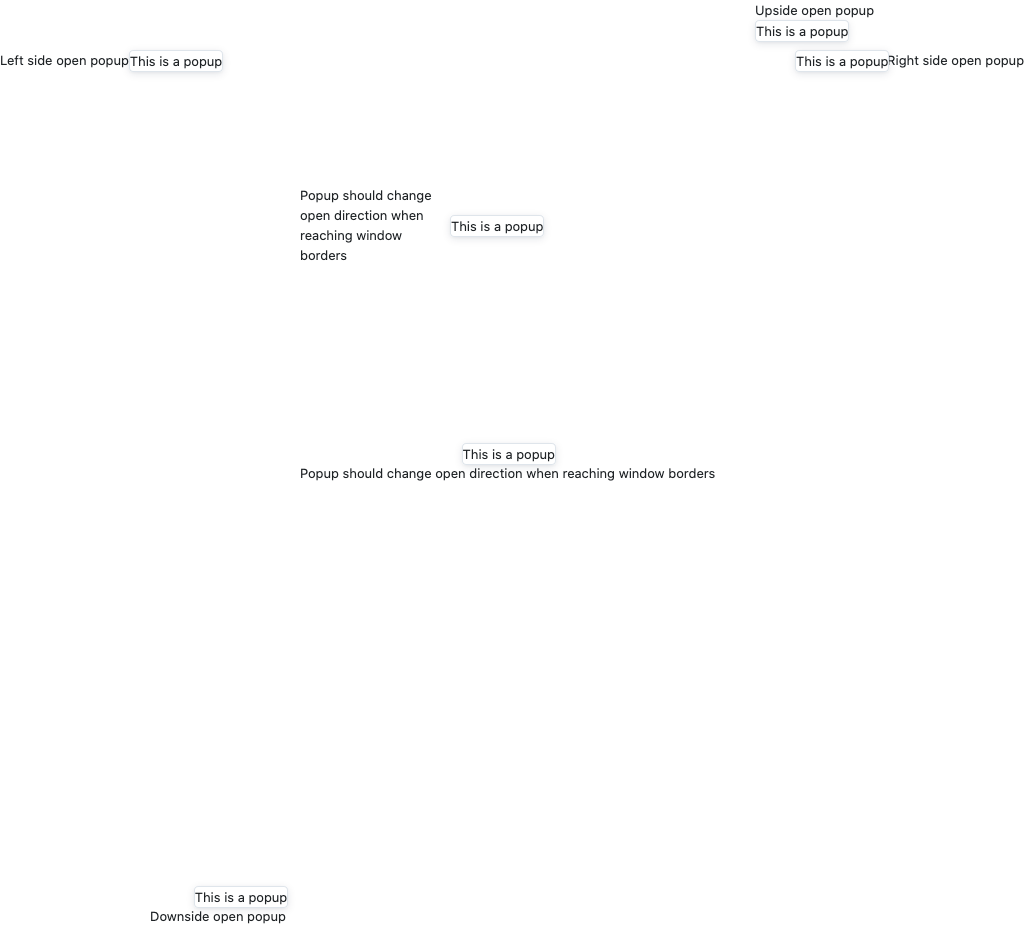 Upside open popup
This is a popup
Left side open popup
This is a popup
This is a popup
Right side open popup
Popup should change
open direction when
reaching window
borders
This is a popup
This is a popup
Popup should change open direction when reaching window borders
This is a popup
Downside open popup